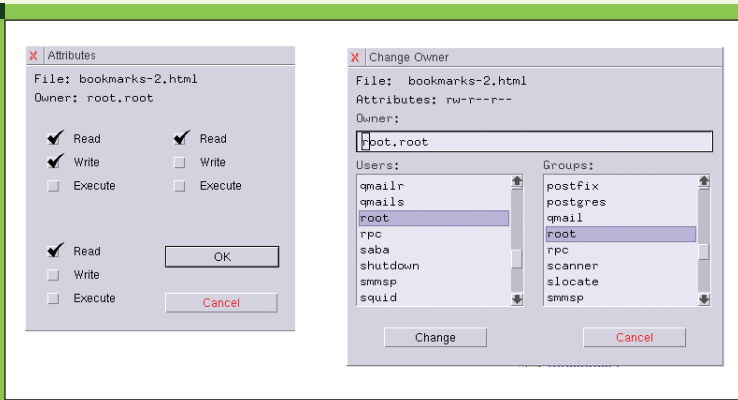 Attributes
File: bookmarks-2.html
Owner: root.root
Read
Write
Execute
Read
Write
Execute
Read
Write
Execute
OK
Cancel
Change Owner
File: bookmarks-2.html
Attributes: rw-r--r--
Owner:
root.root
Users:
qmailr
qmails
root
rpc
saba
shutdown
smmsp
squid
Groups:
postfix
postgres
qmail
root
rpc
scanner
slocate
smmsp
Change
Cancel